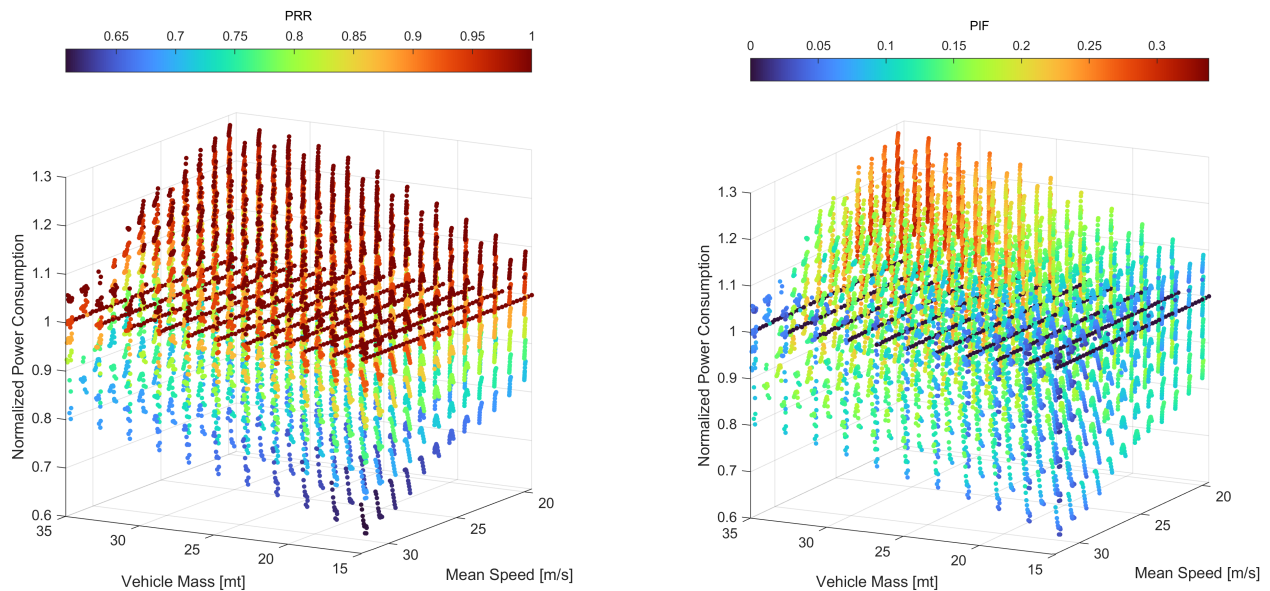 PRR
0.65 0.7 0.75 0.8 0.85 0.9 0.95 1
1.3
1.2
1.1
1
0.9
0.8
0.7
0.6
Normalized Power Consumption
35 30 25 20 15
Vehicle Mass [mt]
30 25 20
Mean Speed [m/s]
PIF
0 0.05 0.1 0.15 0.2 0.25 0.3
1.3
1.2
1.1
1
0.9
0.8
0.7
0.6
Normalized Power Consumption
35 30 25 20 15
Vehicle Mass [mt]
30 25 20
Mean Speed [m/s]